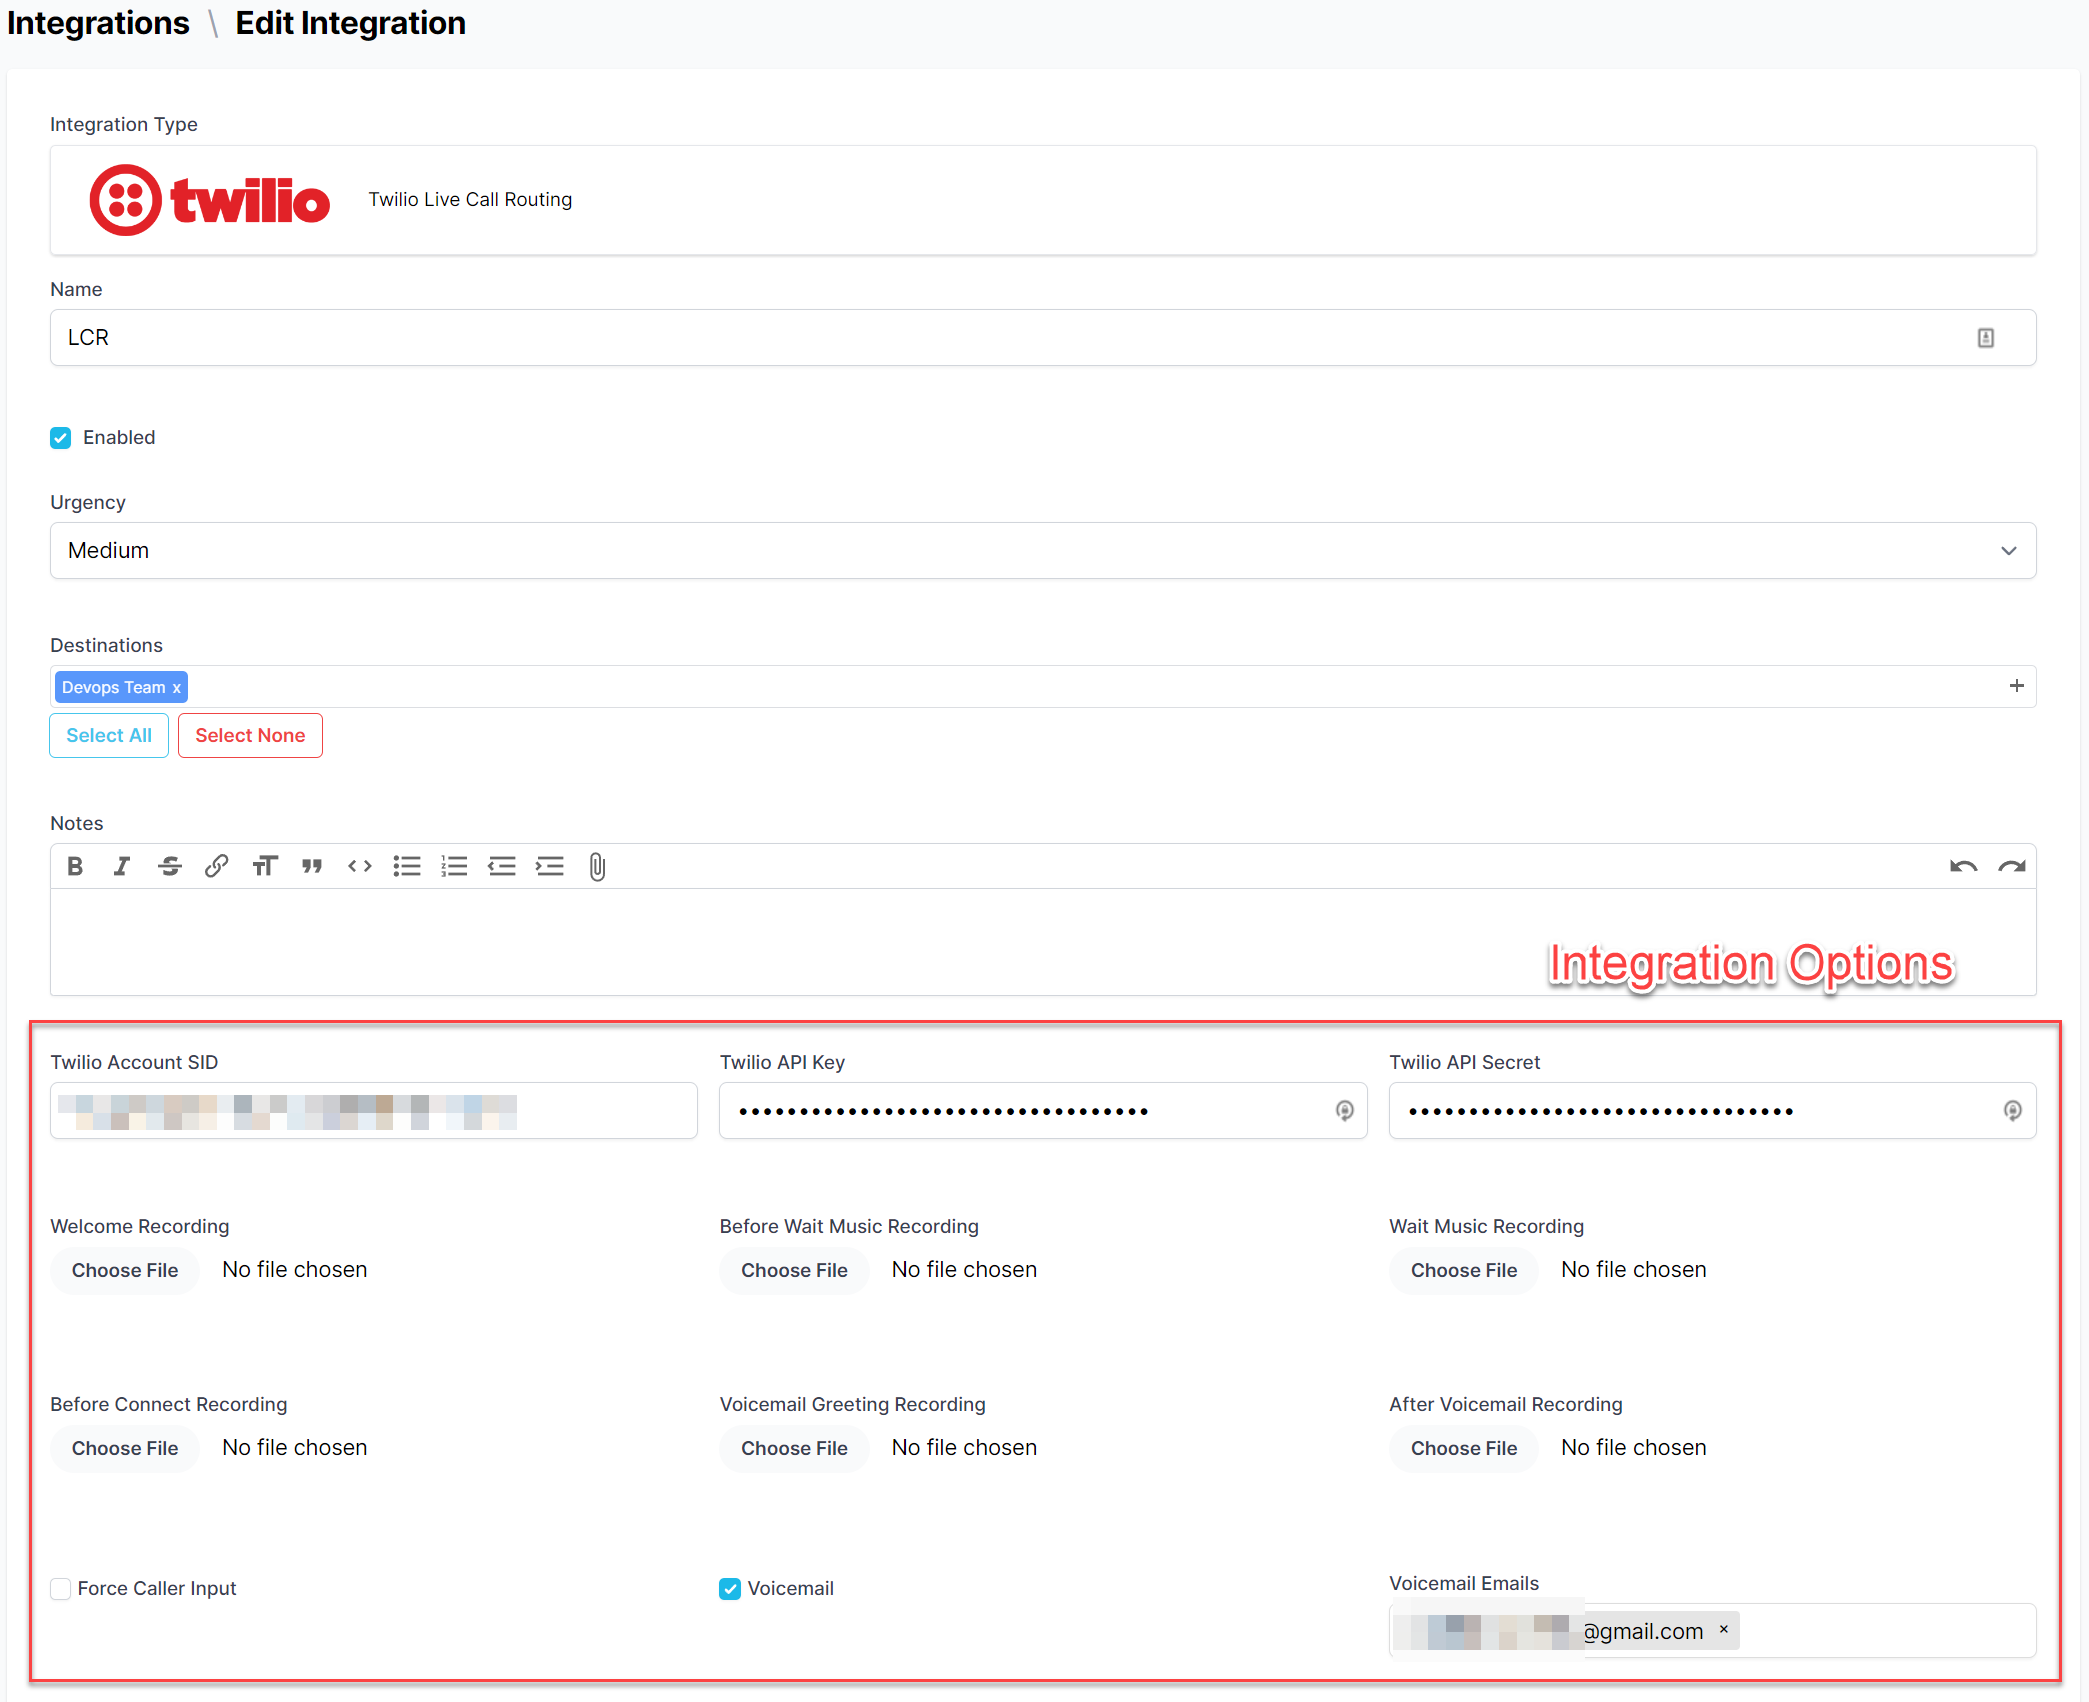 Integrations \ Edit Integration
Integration Type
twilio Twilio Live Call Routing
Name
LCR
Enabled
Urgency
Medium
Destinations
Devops Team x
Select All Select None
Notes
Integration Options
Twilio Account SID Twilio API Key Twilio API Secret
Welcome Recording Before Wait Music Recording Wait Music Recording
Choose File No file chosen Choose File No file chosen Choose File No file chosen
Before Connect Recording Voicemail Greeting Recording After Voicemail Recording
Choose File No file chosen Choose File No file chosen Choose File No file chosen
Force Caller Input Voicemail Voicemail Emails
@gmail.com ×